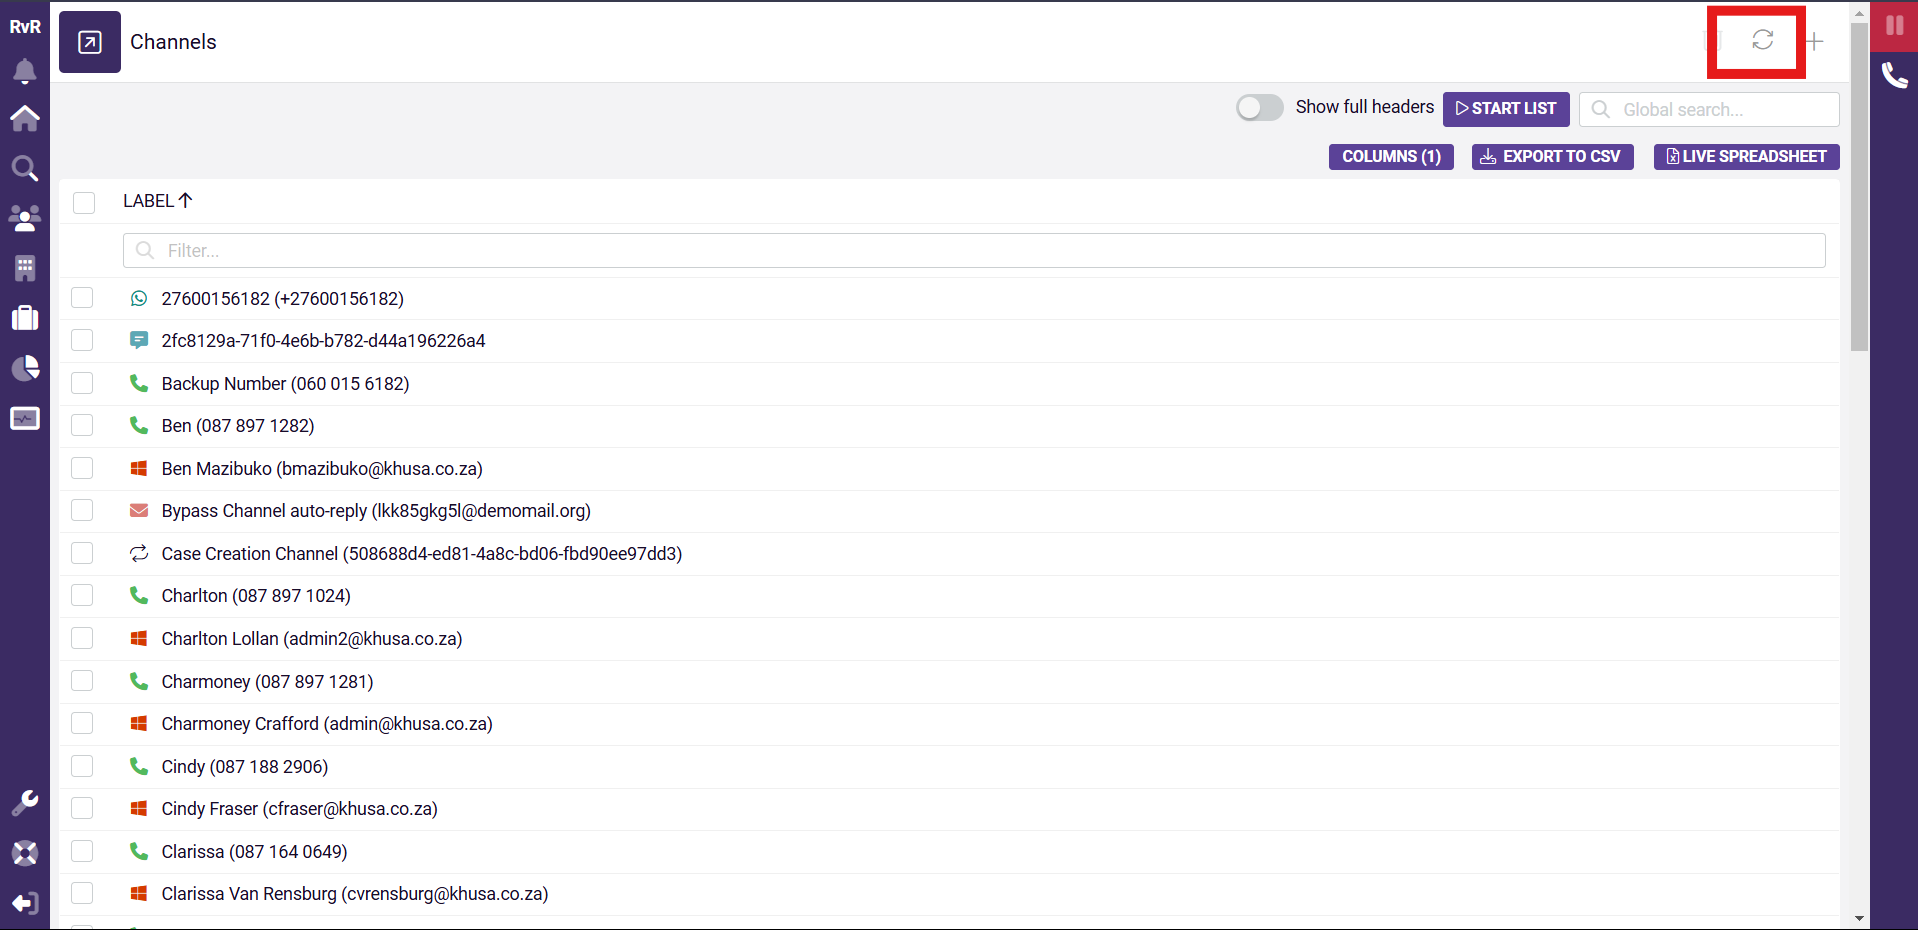 RvR
Channels
Show full headers
START LIST
Global search...
COLUMNS (1)
EXPORT TO CSV
LIVE SPREADSHEET
LABEL
Filter...
27600156182 (+27600156182)
2fc8129a-71f0-4e6b-b782-d44a196226a4
Backup Number (060 015 6182)
Ben (087 897 1282)
Ben Mazibuko (bmazibuko@khusa.co.za)
Bypass Channel auto-reply (lkk85gkg5l@demomail.org)
Case Creation Channel (508688d4-ed81-4a8c-bd06-fbd90ee97dd3)
Charlton (087 897 1024)
Charlton Lollan (admin2@khusa.co.za)
Charmoney (087 897 1281)
Charmoney Crafford (admin@khusa.co.za)
Cindy (087 188 2906)
Cindy Fraser (cfraser@khusa.co.za)
Clarissa (087 164 0649)
Clarissa Van Rensburg (cvrensburg@khusa.co.za)